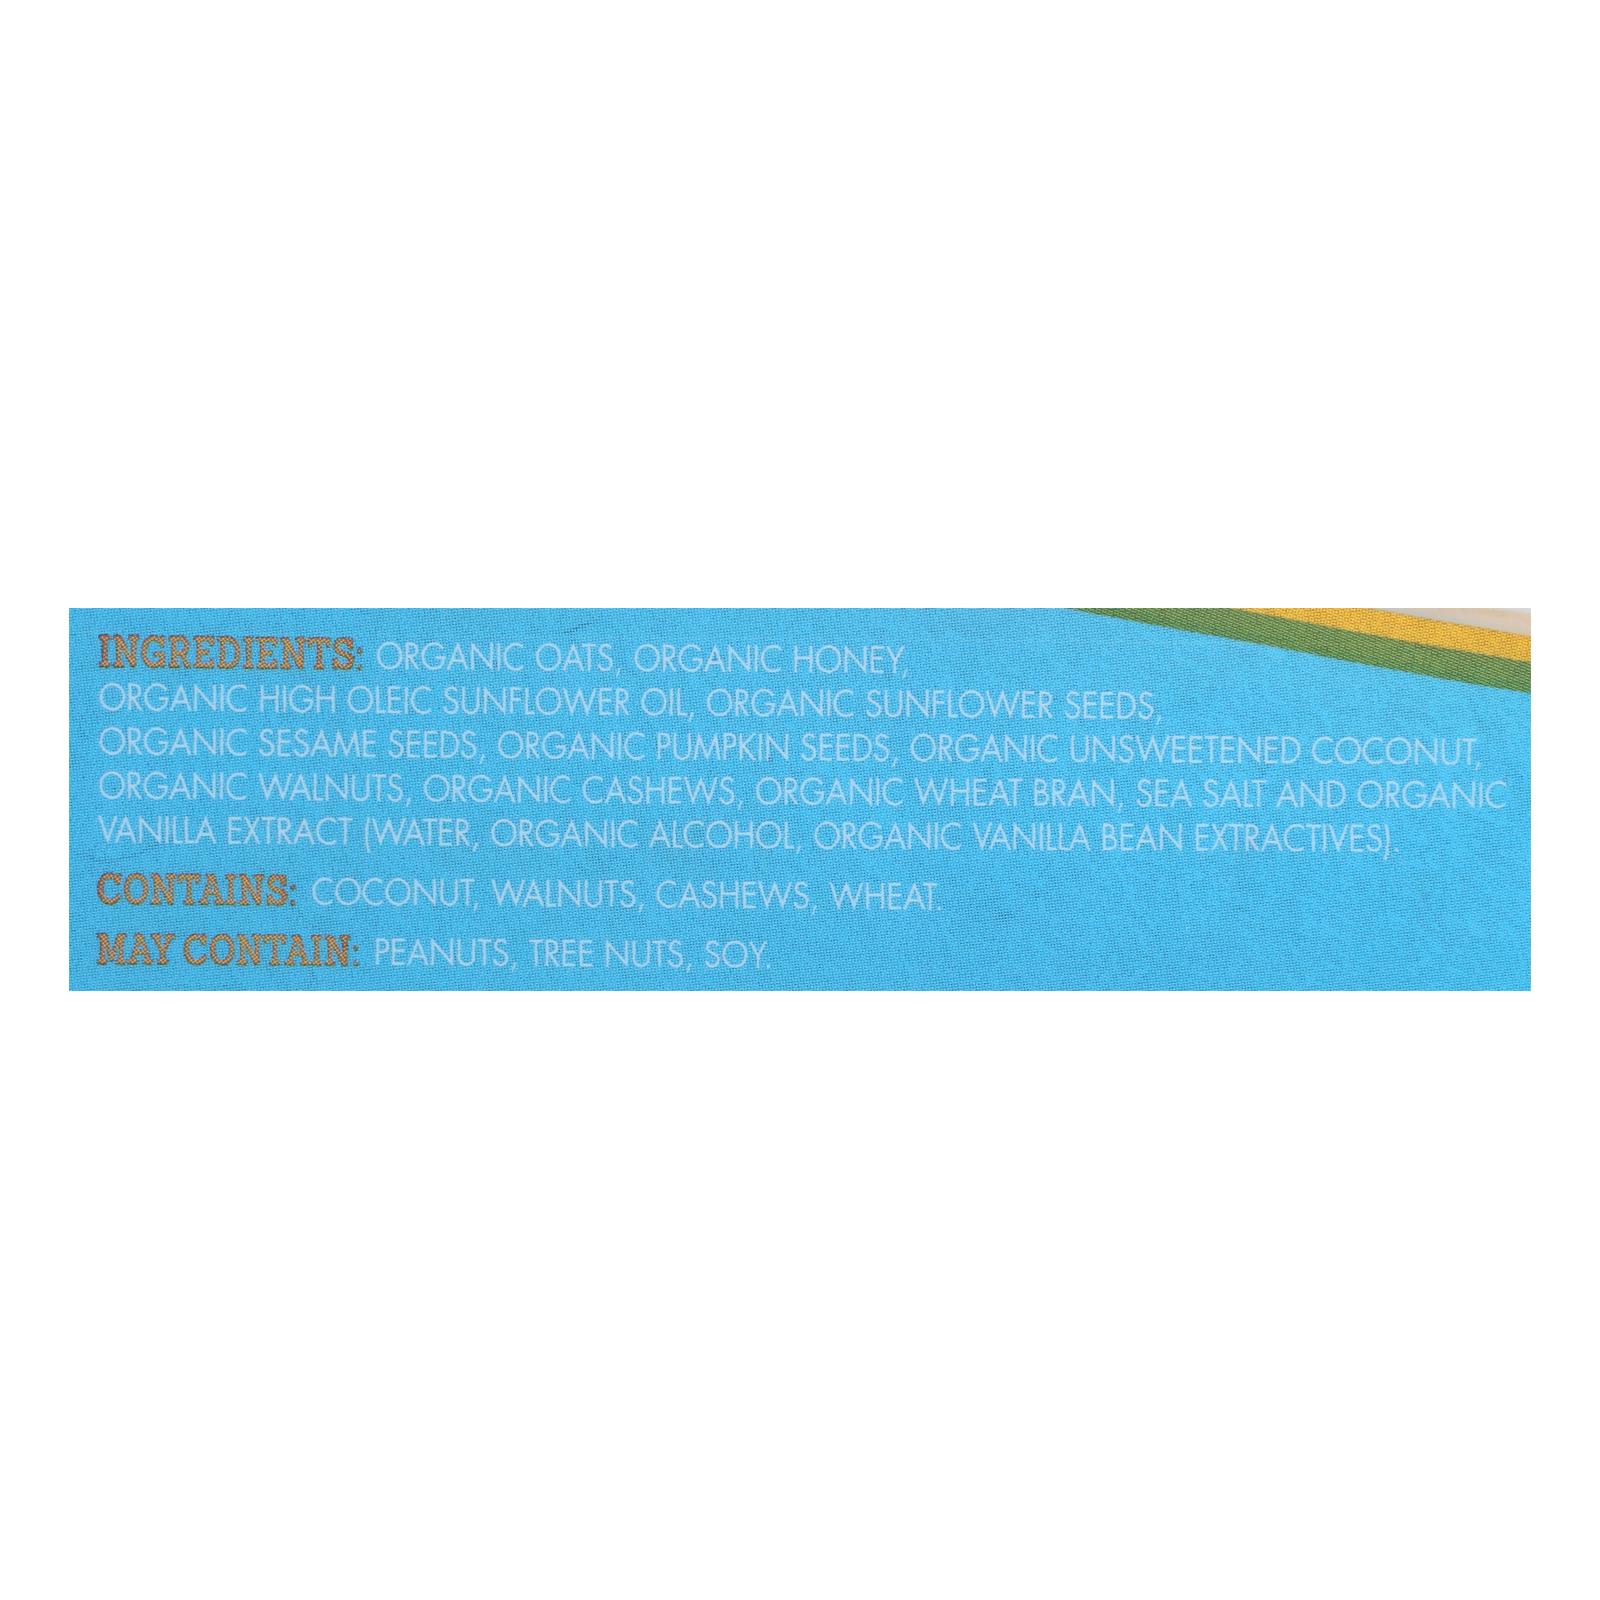 INGREDIENTS: ORGANIC OATS, ORGANIC HONEY,
ORGANIC HIGH OLEIC SUNFLOWER OIL, ORGANIC SUNFLOWER SEEDS,
ORGANIC SESAME SEEDS, ORGANIC PUMPKIN SEEDS, ORGANIC UNSWEETENED COCONUT,
ORGANIC WALNUTS, ORGANIC CASHEWS, ORGANIC WHEAT BRAN, SEA SALT AND ORGANIC
VANILLA EXTRACT (WATER, ORGANIC ALCOHOL, ORGANIC VANILLA BEAN EXTRACTIVES).
CONTAINS: COCONUT, WALNUTS, CASHEWS, WHEAT.
MAY CONTAIN: PEANUTS, TREE NUTS, SOY.